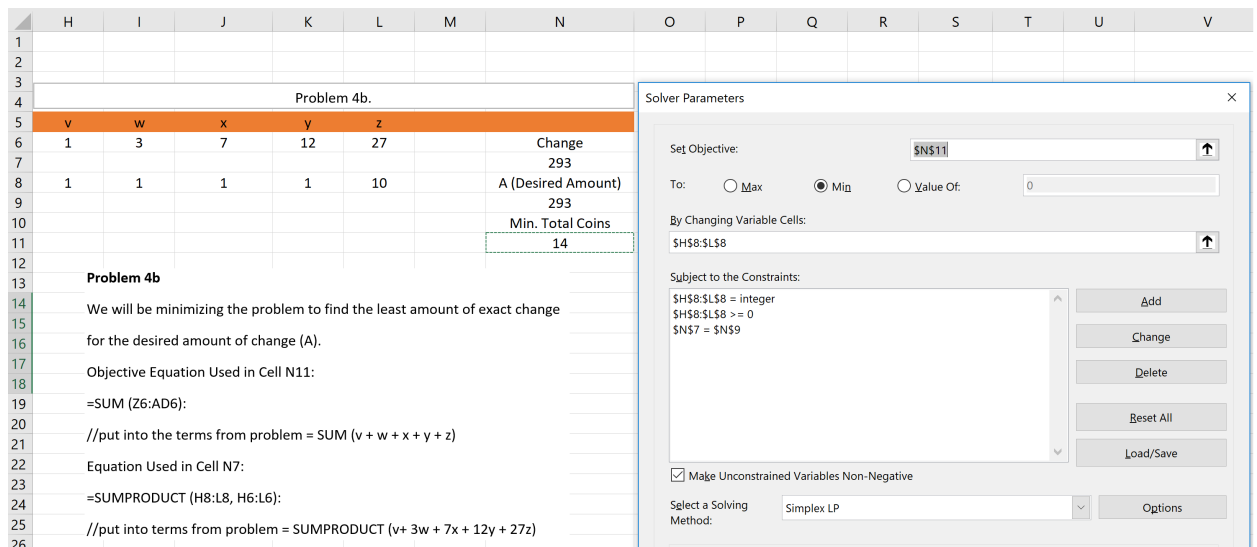 H I J K L M N O P Q R S T U V
1
2
3
4 Problem 4b.
5 v w x y z
6 1 3 7 12 27 Change
7 293
8 1 1 1 1 10 A (Desired Amount)
9 293
10 Min. Total Coins
11 14
12
13 Problem 4b
14 We will be minimizing the problem to find the least amount of exact change
15
16 for the desired amount of change (A).
17 Objective Equation Used in Cell N11:
18
19 =SUM (Z6:AD6):
20
21 //put into the terms from problem = SUM (v + w + x + y + z)
22 Equation Used in Cell N7:
23
24 =SUMPRODUCT (H8:L8, H6:L6):
25 //put into terms from problem = SUMPRODUCT (v+ 3w + 7x + 12y + 27z)
26
Solver Parameters
Set Objective: $N$11
To: Max Min Value Of: 0
By Changing Variable Cells:
$H$8:$L$8
Subject to the Constraints:
$H$8:$L$8 = integer
$H$8:$L$8 >= 0
$N$7 = $N$9
Add
Change
Delete
Reset All
Load/Save
Make Unconstrained Variables Non-Negative
Select a Solving
Method:
Simplex LP
Options